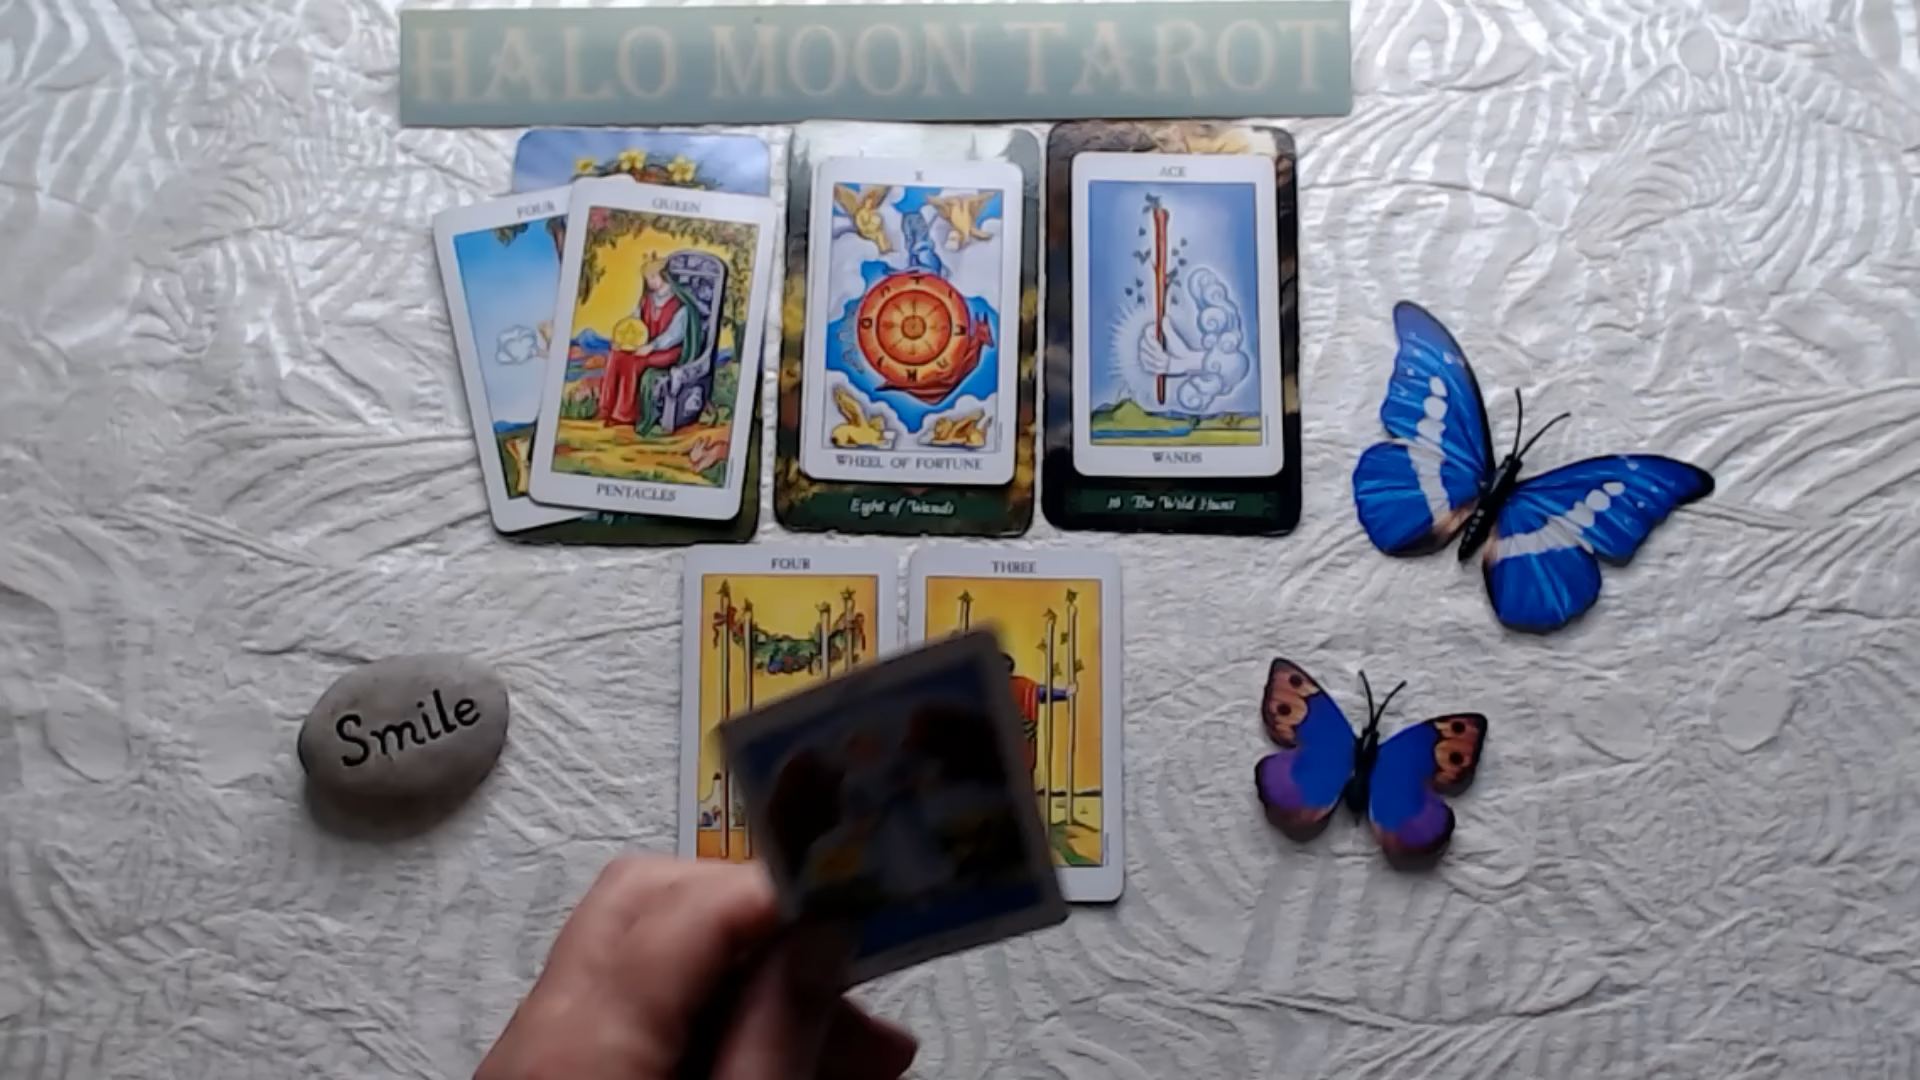 HALO MOON TAROT
FOUR
QUEEN
PENTACLES
X
WHEEL OF FORTUNE
Eight of Wands
ACE
WANDS
18 The Wild Hunt
FOUR
THREE
Smile